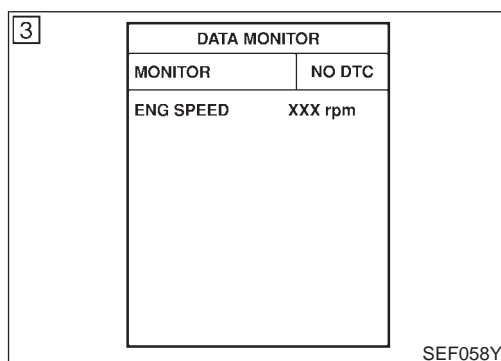 3
DATA MONITOR
MONITOR NO DTC
ENG SPEED XXX rpm
SEF058Y